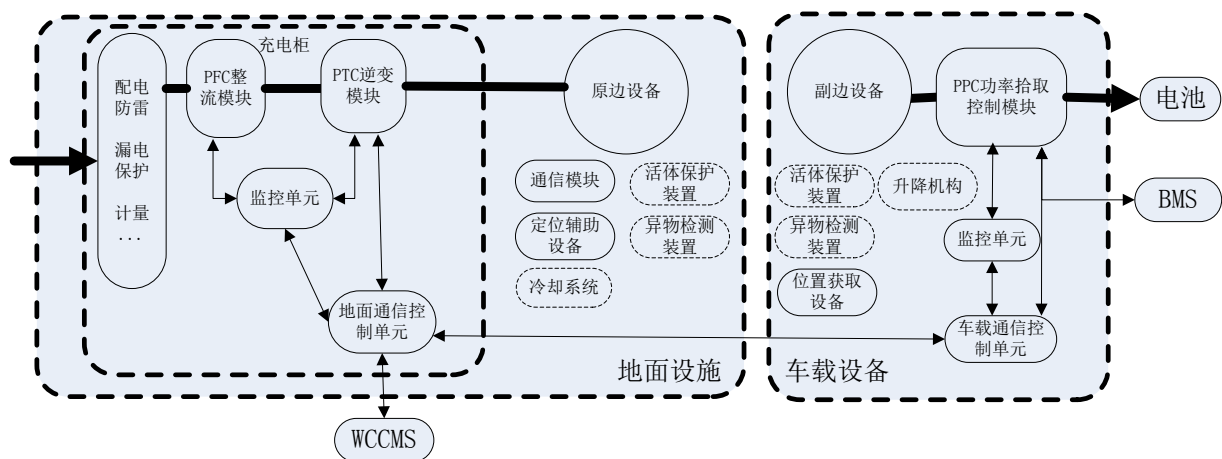 充电柜
配电
防雷
漏电
保护
计量
...
PFC整
流模块
PTC逆变
模块
监控单元
地面通信控
制单元
原边设备
通信模块
活体保护
装置
定位辅助
设备
异物检测
装置
冷却系统
地面设施
WCCMS
副边设备
PPC功率拾取
控制模块
活体保护
装置
升降机构
异物检测
装置
监控单元
位置获取
设备
车载通信控
制单元
车载设备
电池
BMS